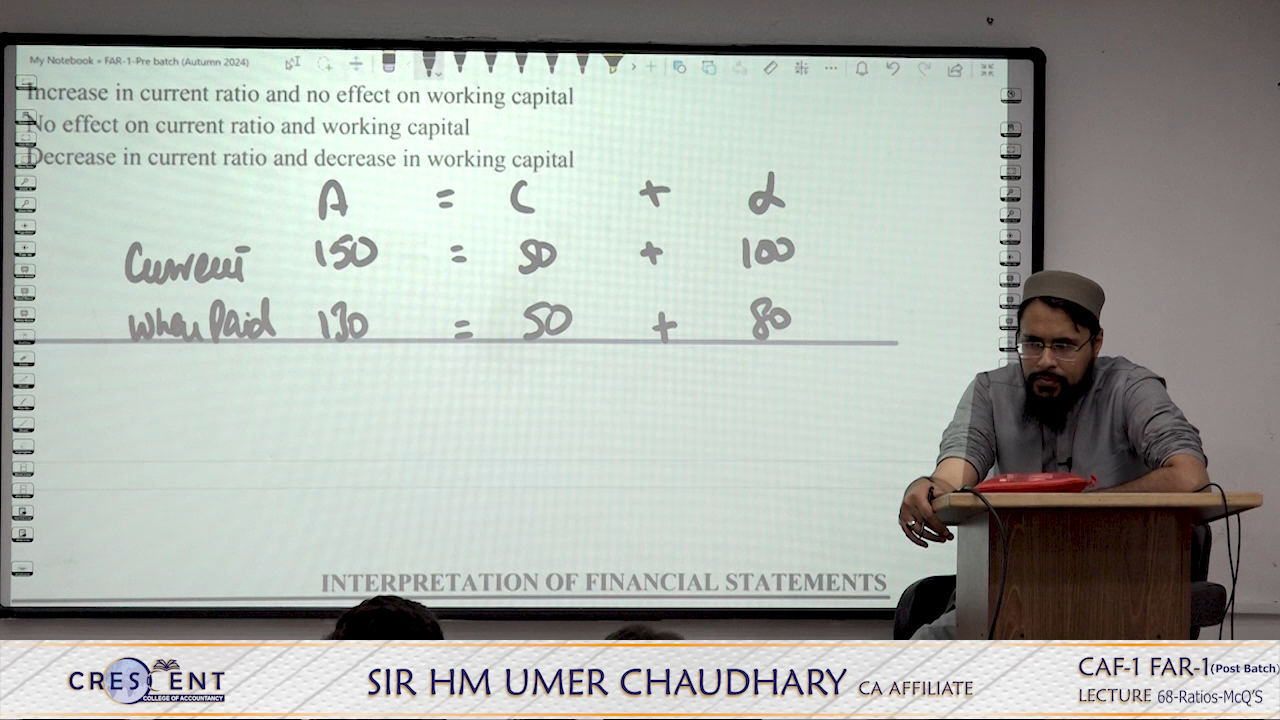 My Notebook » FAR-1-Pre batch (Autumn 2024)
Increase in current ratio and no effect on working capital
No effect on current ratio and working capital
Decrease in current ratio and decrease in working capital
A = C + L
Current 150 = 50 + 100
When Paid 130 = 50 + 80
INTERPRETATION OF FINANCIAL STATEMENTS
CRESCENT
COLLEGE OF ACCOUNTANCY
SIR HM UMER CHAUDHARY CA AFFILIATE
CAF-1 FAR-1(Post Batch)
LECTURE 68-Ratios-McQ'S